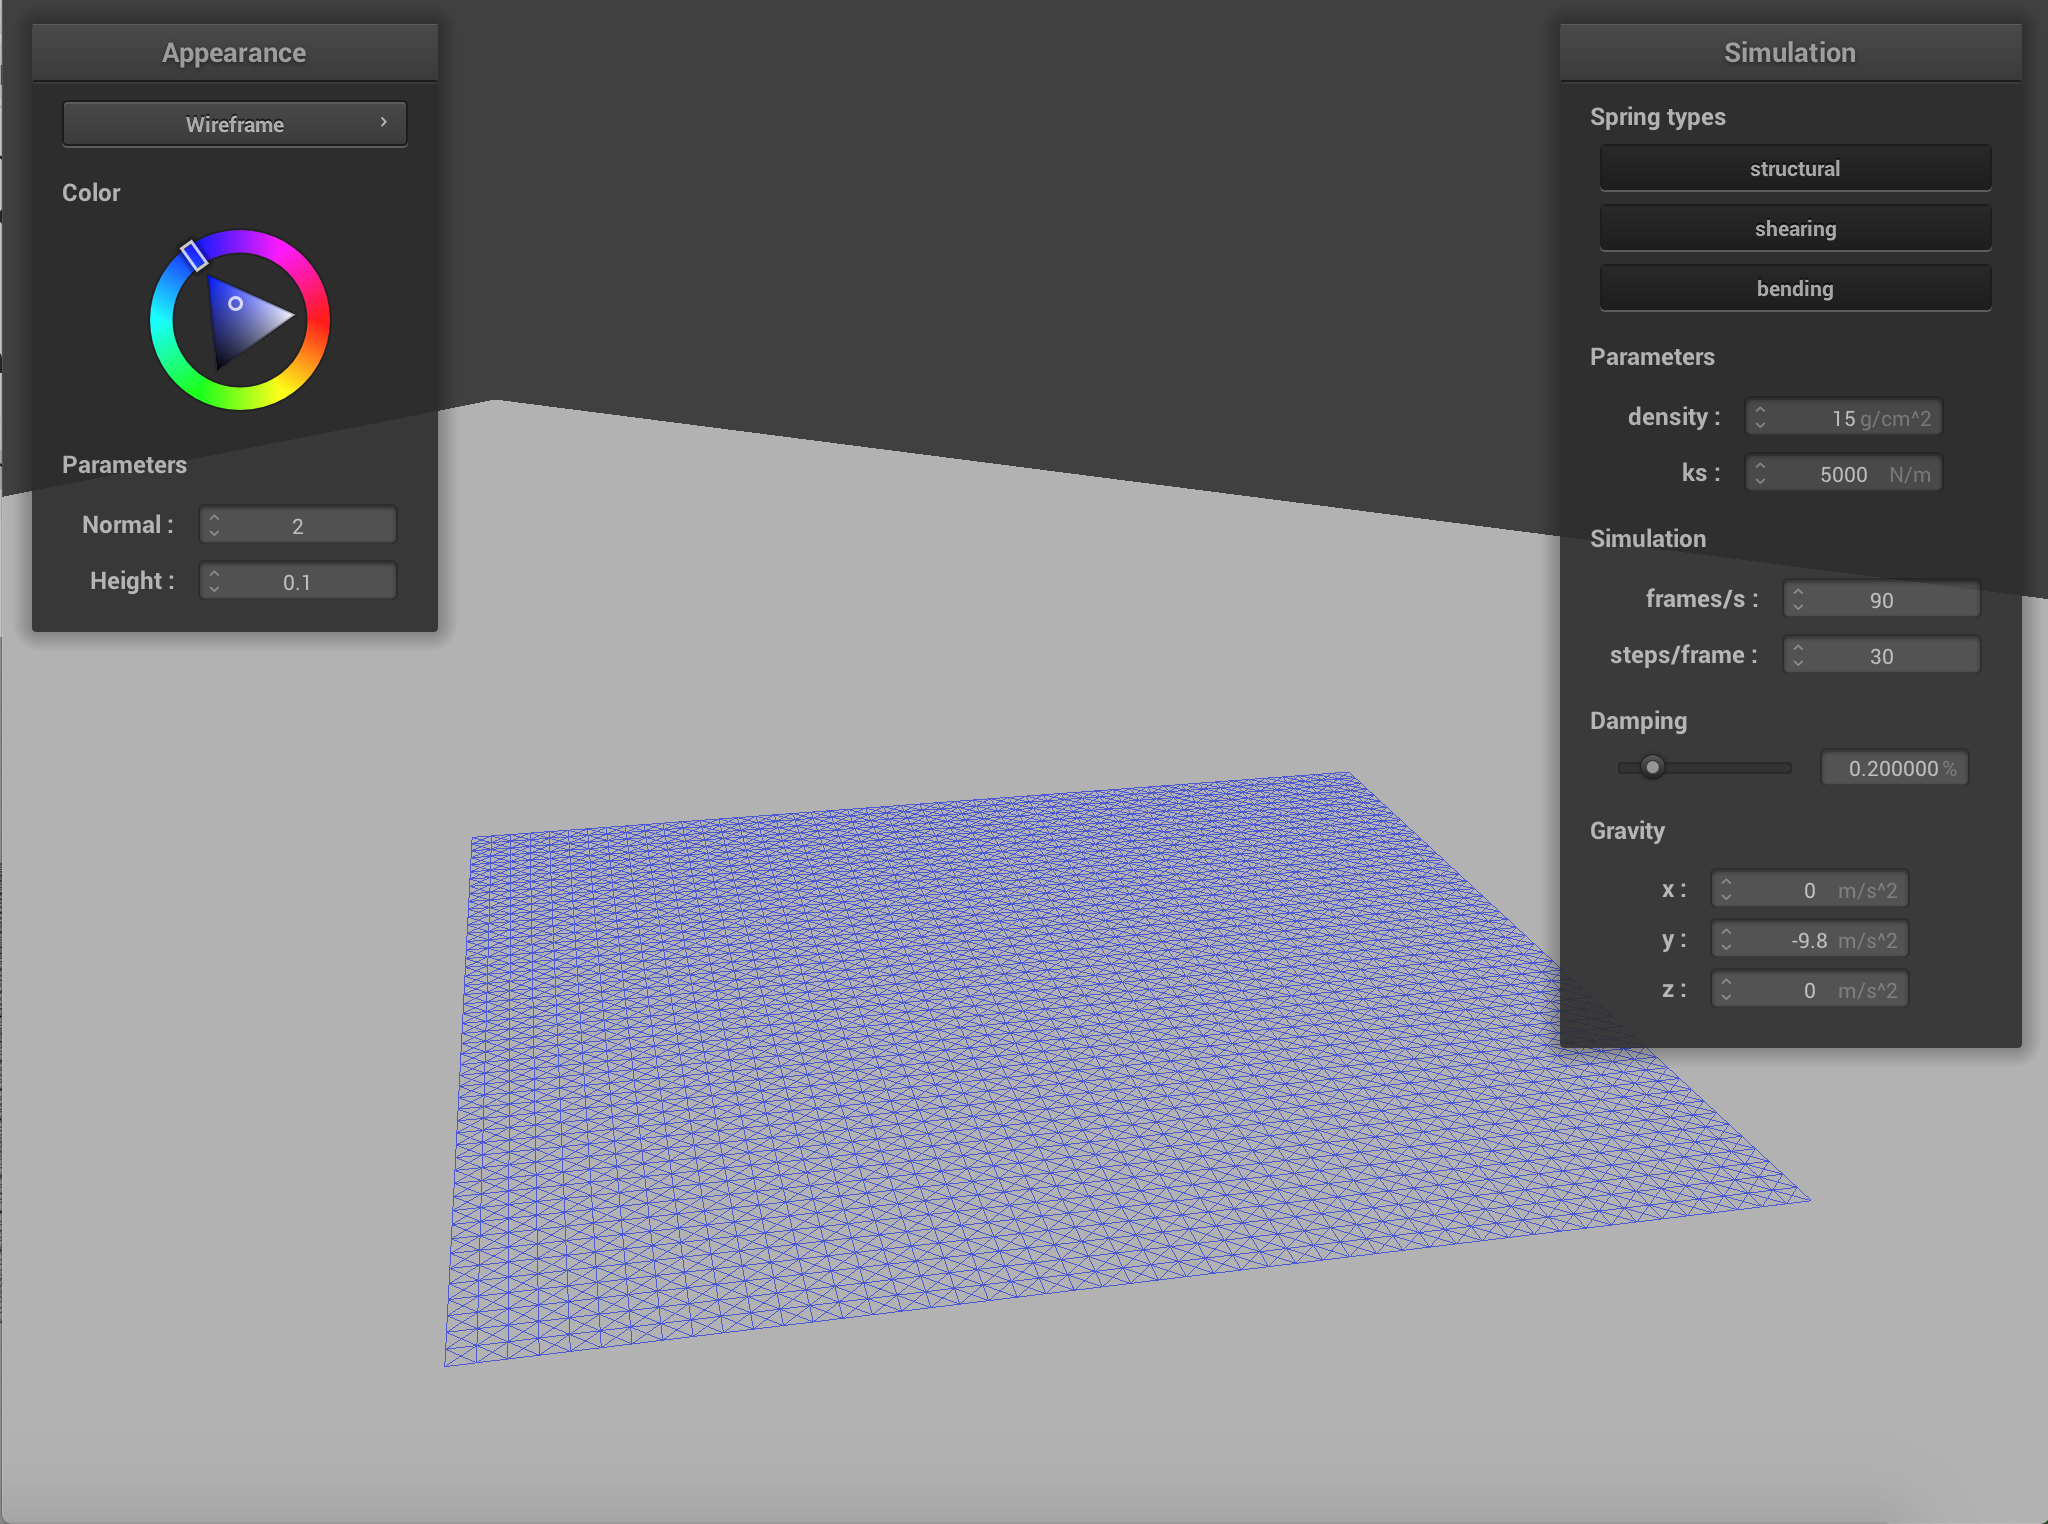 Appearance
Wireframe
Color
Parameters
Normal : 2
Height : 0.1
Simulation
Spring types
structural
shearing
bending
Parameters
density : 15 g/cm^2
ks : 5000 N/m
Simulation
frames/s : 90
steps/frame : 30
Damping
0.200000 %
Gravity
x : 0 m/s^2
y : -9.8 m/s^2
z : 0 m/s^2